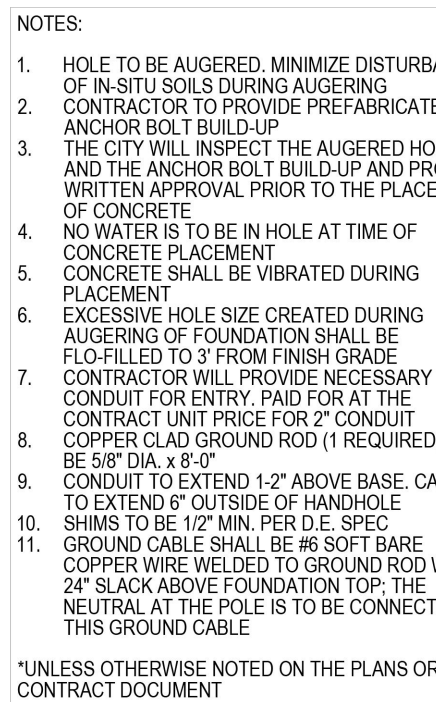 NOTES:
1. HOLE TO BE AUGERED. MINIMIZE DISTURBA
OF IN-SITU SOILS DURING AUGERING
2. CONTRACTOR TO PROVIDE PREFABRICATE
ANCHOR BOLT BUILD-UP
3. THE CITY WILL INSPECT THE AUGERED HO
AND THE ANCHOR BOLT BUILD-UP AND PRO
WRITTEN APPROVAL PRIOR TO THE PLACE
OF CONCRETE
4. NO WATER IS TO BE IN HOLE AT TIME OF
CONCRETE PLACEMENT
5. CONCRETE SHALL BE VIBRATED DURING
PLACEMENT
6. EXCESSIVE HOLE SIZE CREATED DURING
AUGERING OF FOUNDATION SHALL BE
FLO-FILLED TO 3' FROM FINISH GRADE
7. CONTRACTOR WILL PROVIDE NECESSARY
CONDUIT FOR ENTRY. PAID FOR AT THE
CONTRACT UNIT PRICE FOR 2" CONDUIT
8. COPPER CLAD GROUND ROD (1 REQUIRED
BE 5/8" DIA. x 8'-0"
9. CONDUIT TO EXTEND 1-2" ABOVE BASE. CA
TO EXTEND 6" OUTSIDE OF HANDHOLE
10. SHIMS TO BE 1/2" MIN. PER D.E. SPEC
11. GROUND CABLE SHALL BE #6 SOFT BARE
COPPER WIRE WELDED TO GROUND ROD W
24" SLACK ABOVE FOUNDATION TOP; THE
NEUTRAL AT THE POLE IS TO BE CONNECT
THIS GROUND CABLE
*UNLESS OTHERWISE NOTED ON THE PLANS OR
CONTRACT DOCUMENT